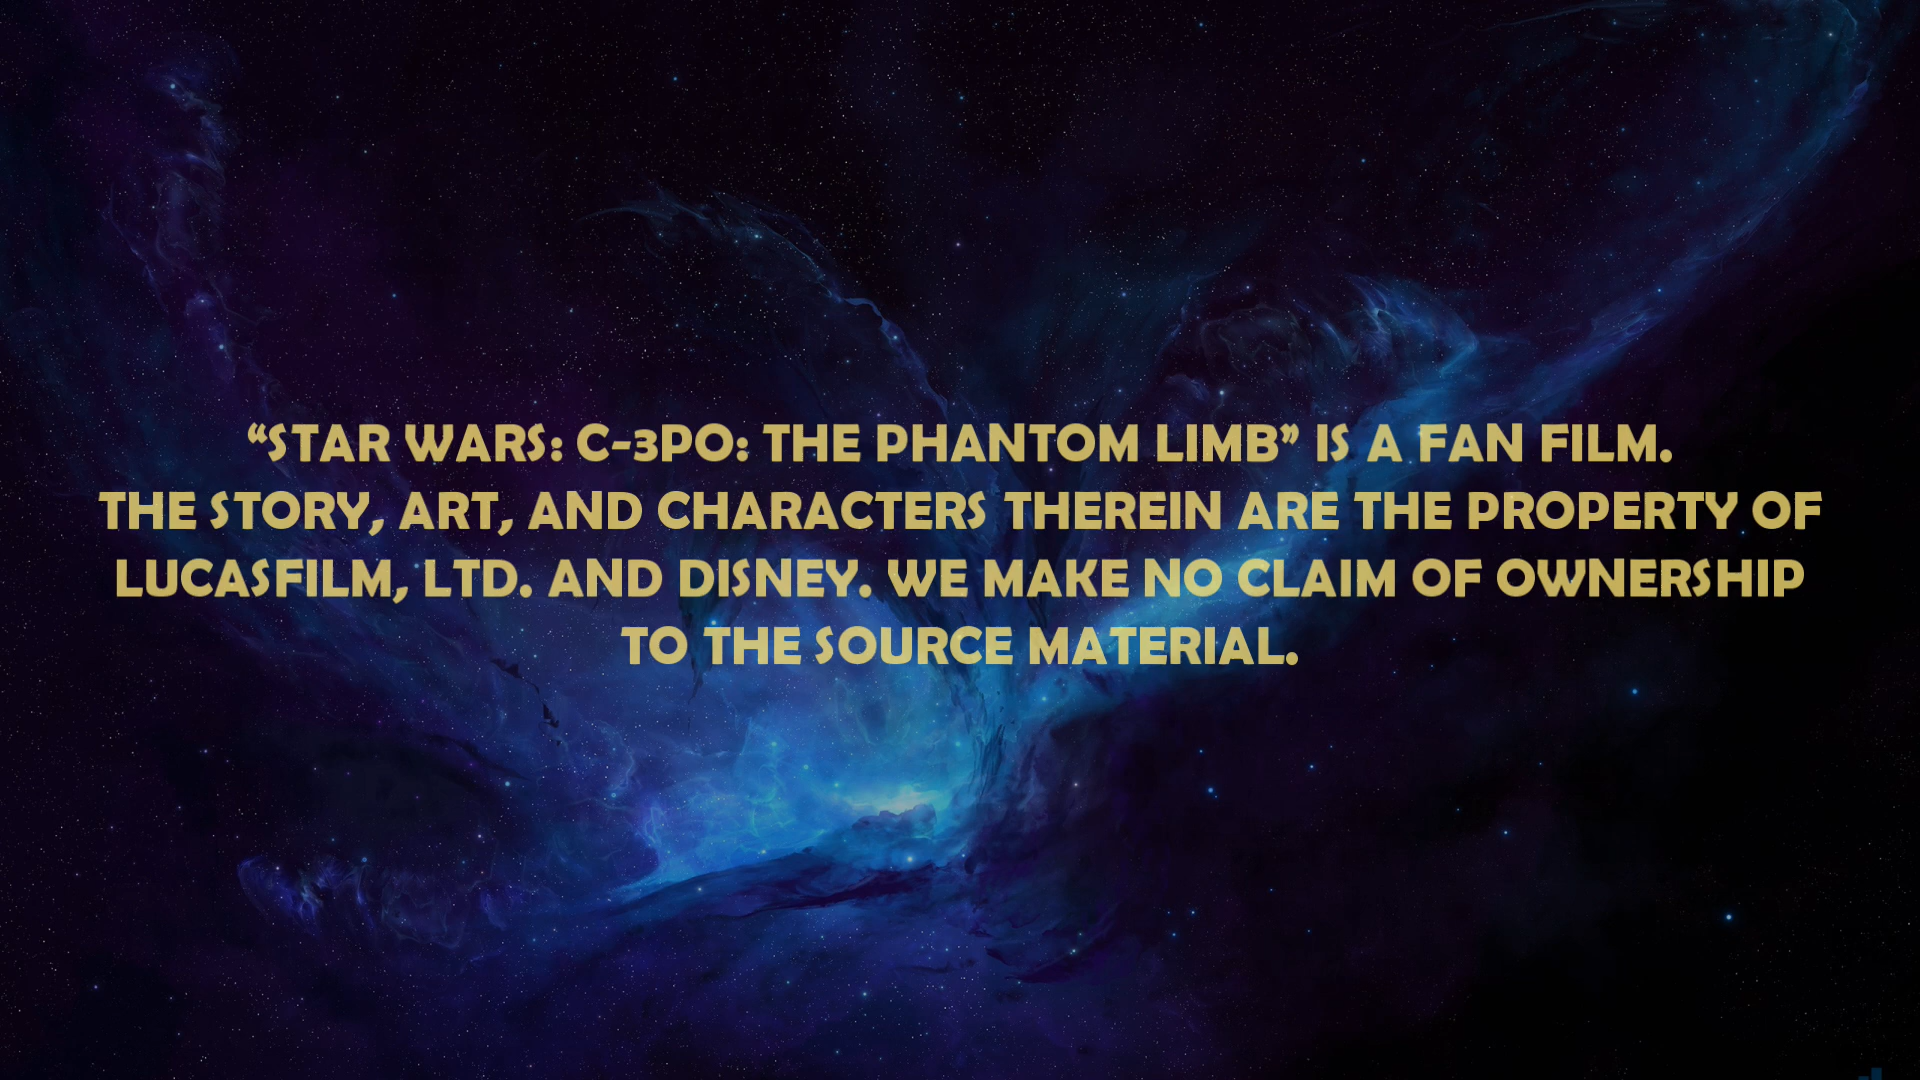 “STAR WARS: C-3PO: THE PHANTOM LIMB” IS A FAN FILM.
THE STORY, ART, AND CHARACTERS THEREIN ARE THE PROPERTY OF
LUCASFILM, LTD. AND DISNEY. WE MAKE NO CLAIM OF OWNERSHIP
TO THE SOURCE MATERIAL.